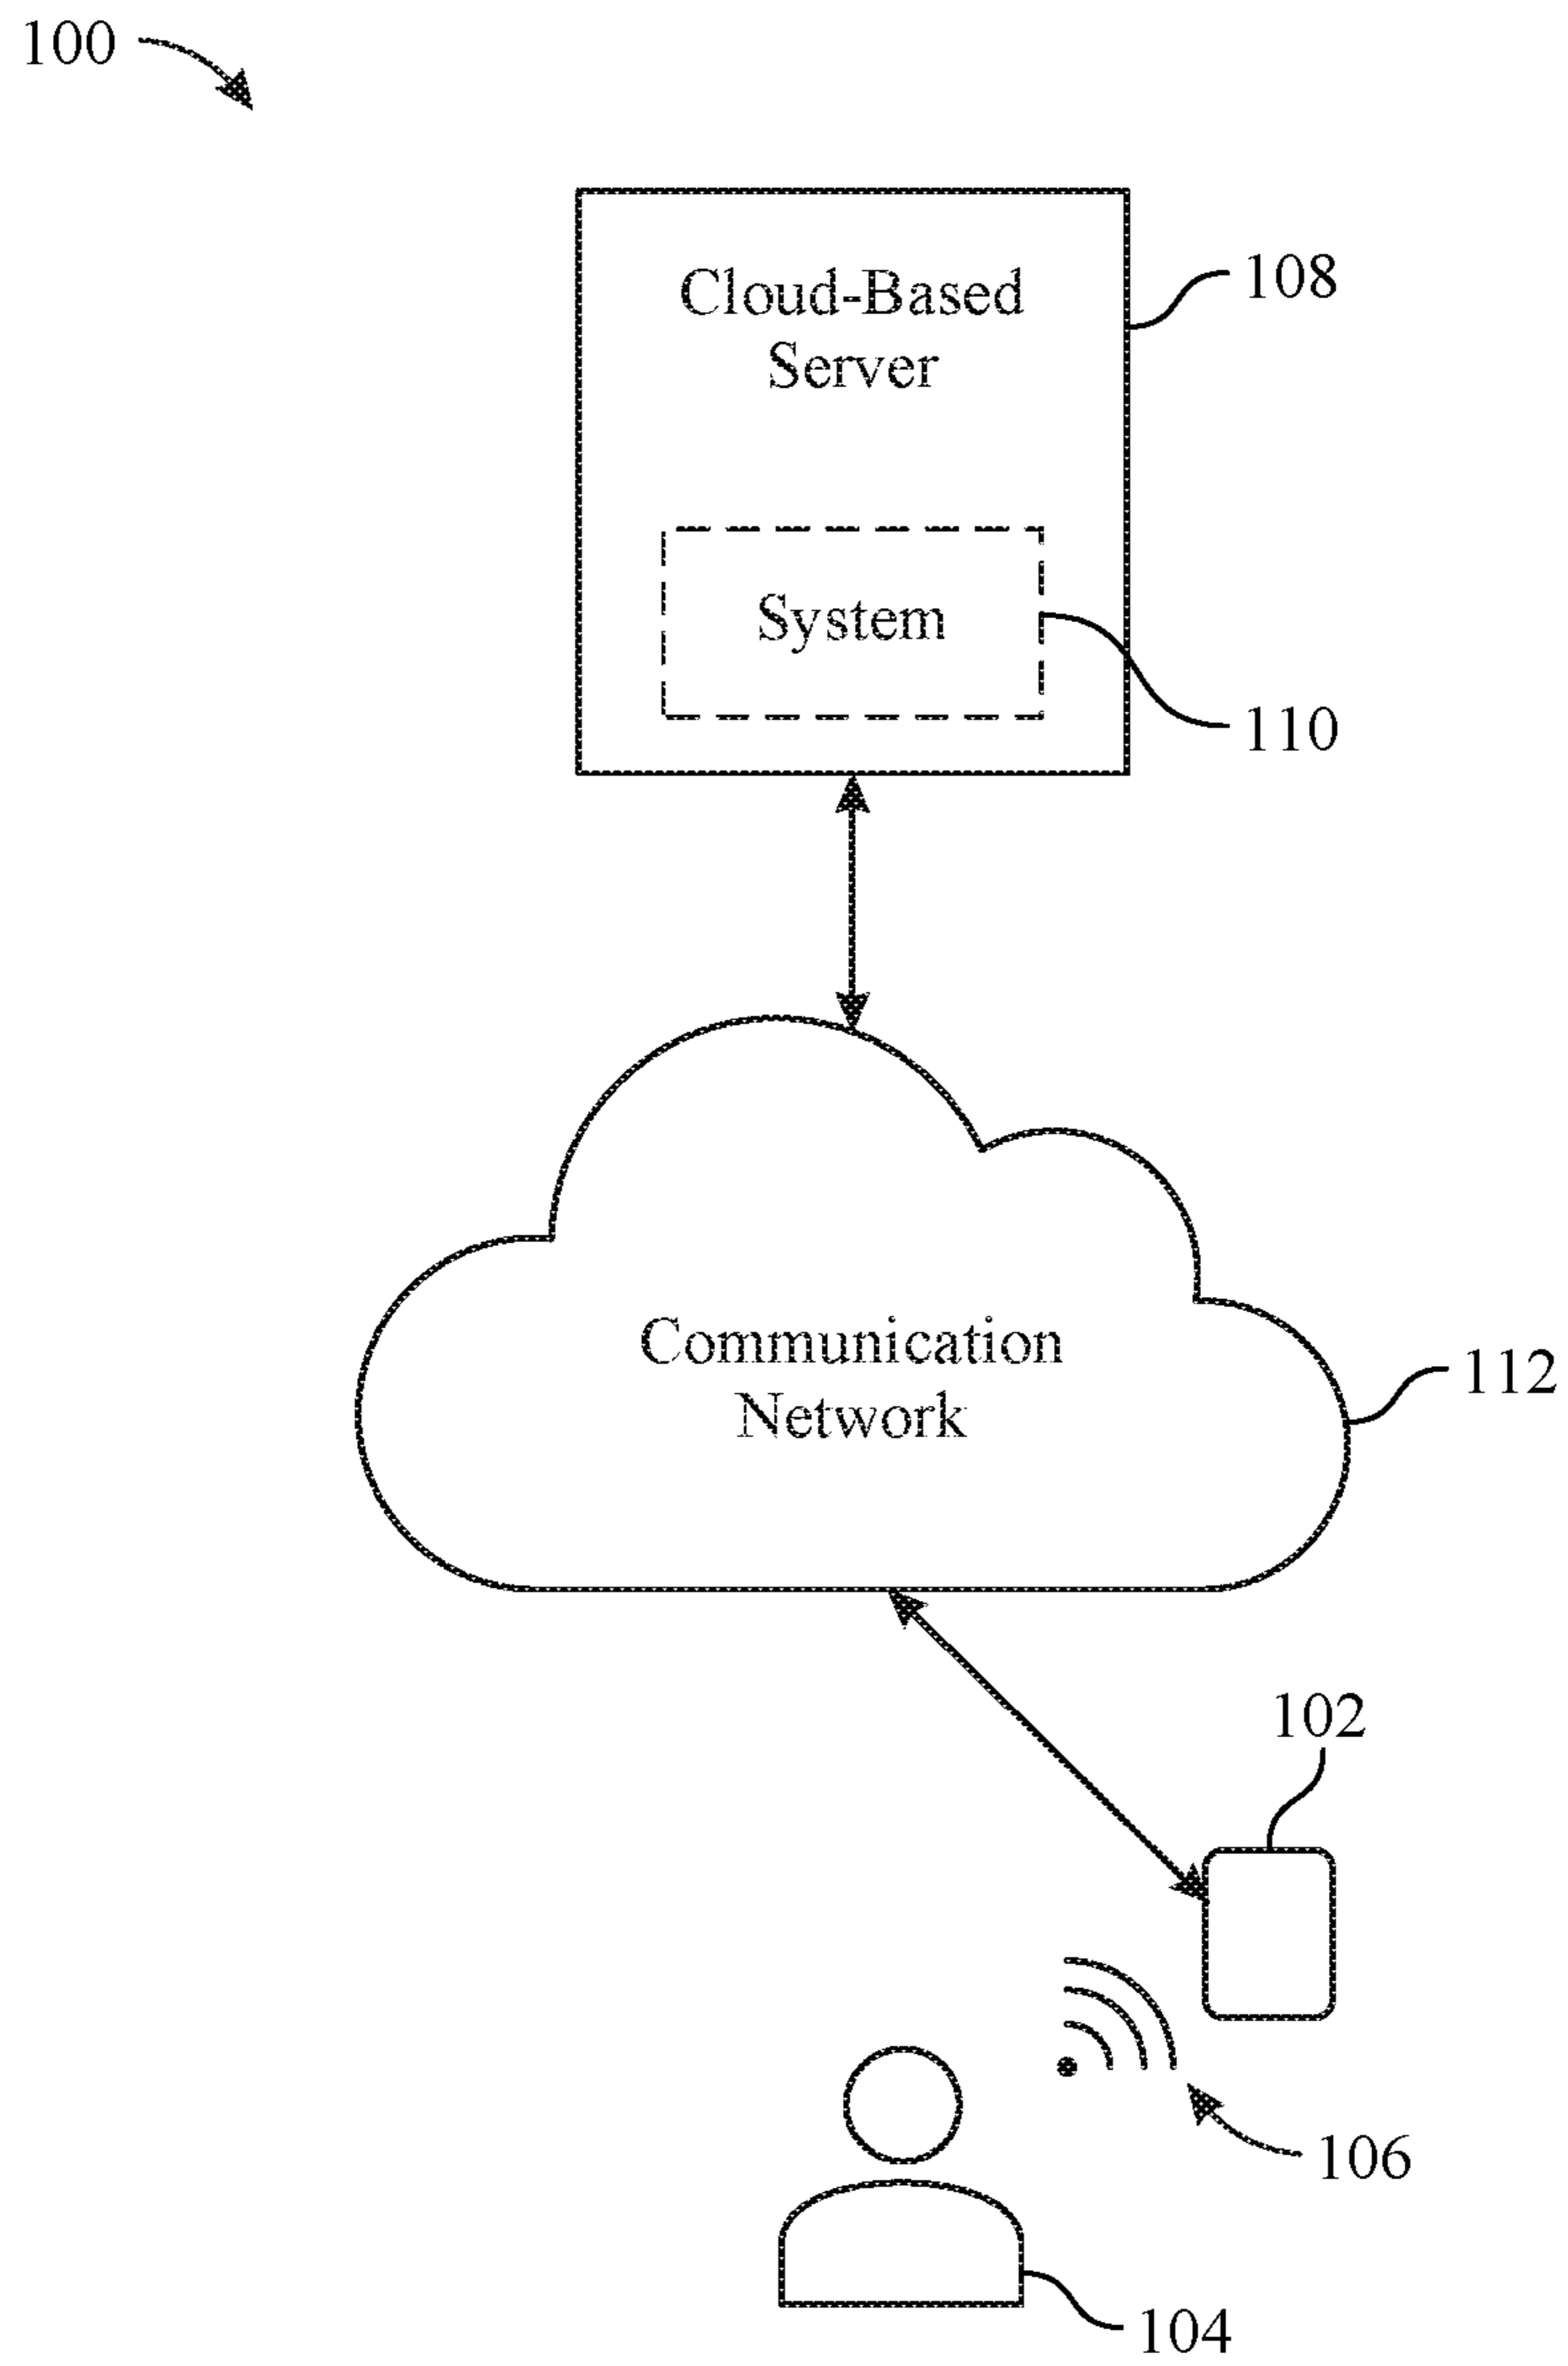 100
Cloud-Based
Server
108
System
110
Communication
Network
112
102
106
104